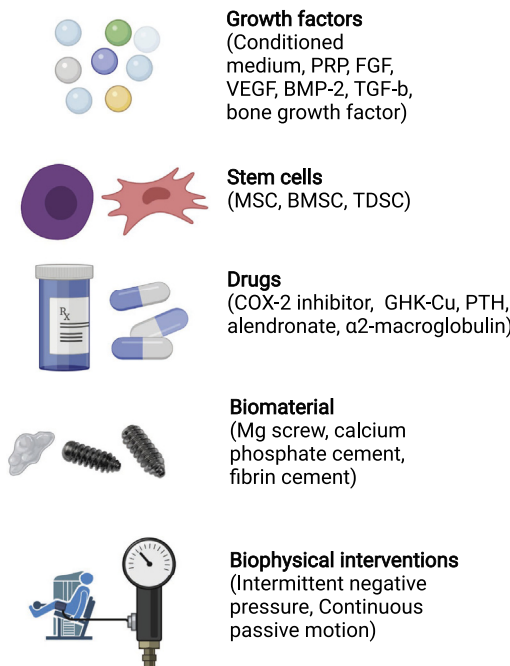 Growth factors
(Conditioned
medium, PRP, FGF,
VEGF, BMP-2, TGF-b,
bone growth factor)
Stem cells
(MSC, BMSC, TDSC)
Drugs
(COX-2 inhibitor, GHK-Cu, PTH,
alendronate, α2-macroglobulin)
Rx
Biomaterial
(Mg screw, calcium
phosphate cement,
fibrin cement)
Biophysical interventions
(Intermittent negative
pressure, Continuous
passive motion)